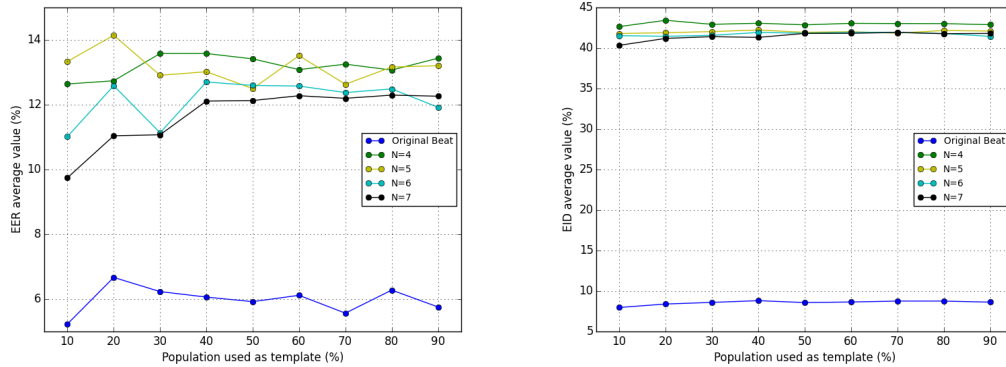 EER average value (%)
14
12
10
8
6
10 20 30 40 50 60 70 80 90
Population used as template (%)
Original Beat
N=4
N=5
N=6
N=7
EID average value (%)
45
40
35
30
25
20
15
10
5
10 20 30 40 50 60 70 80 90
Population used as template (%)
Original Beat
N=4
N=5
N=6
N=7